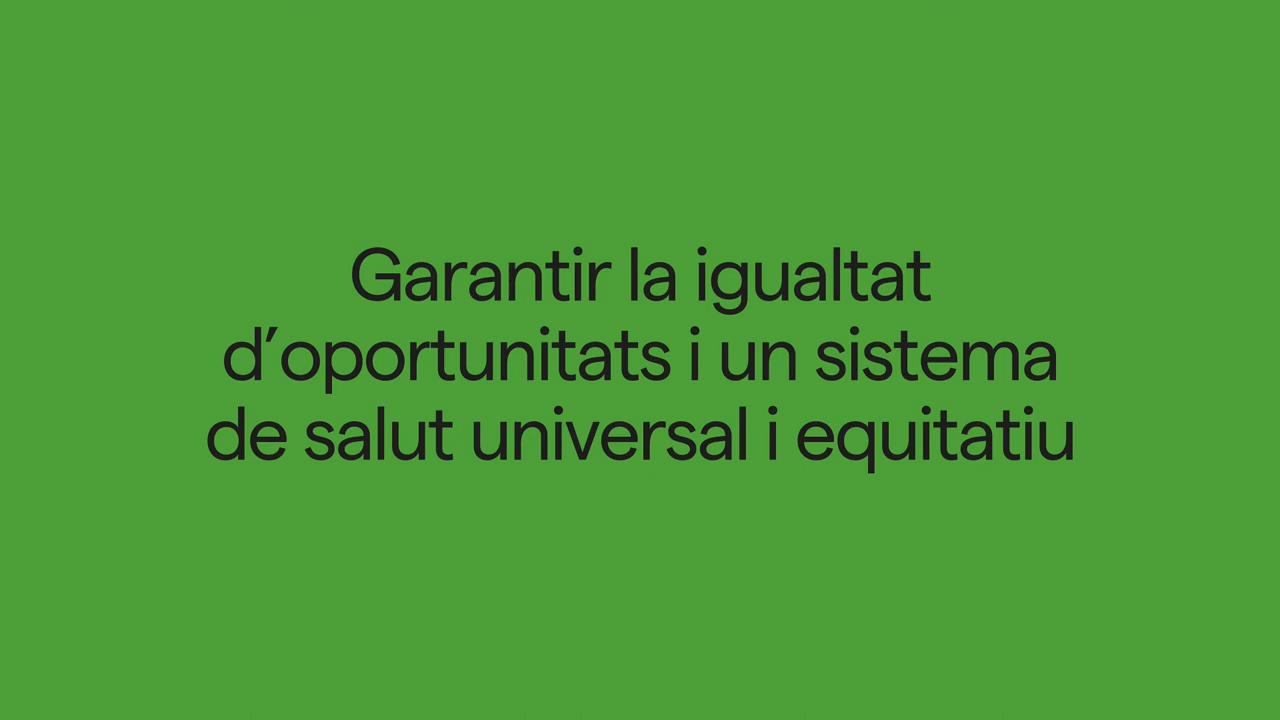 Garantir la igualtat
d’oportunitats i un sistema
de salut universal i equitatiu